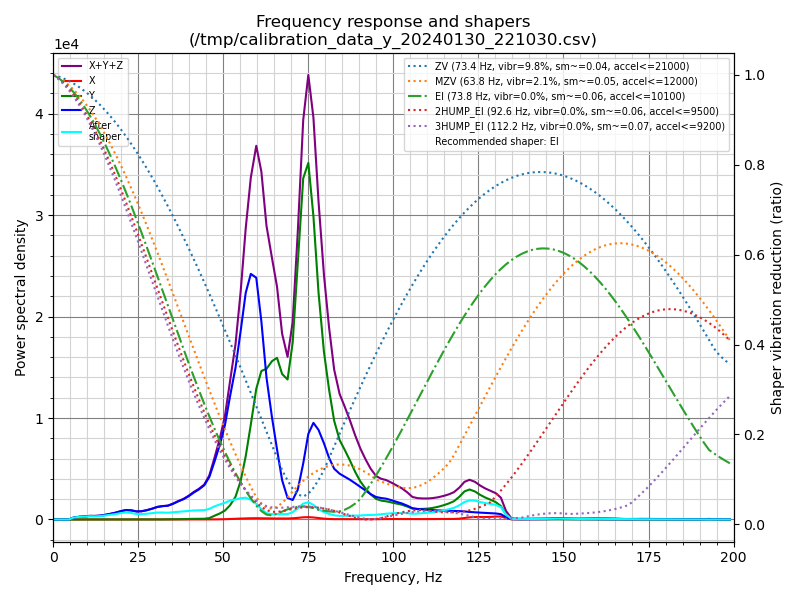 Frequency response and shapers
(/tmp/calibration_data_y_20240130_221030.csv)
1e4
X+Y+Z
X
Y
Z
After
shaper
ZV (73.4 Hz, vibr=9.8%, sm~=0.04, accel<=21000)
MZV (63.8 Hz, vibr=2.1%, sm~=0.05, accel<=12000)
EI (73.8 Hz, vibr=0.0%, sm~=0.06, accel<=10100)
2HUMP_EI (92.6 Hz, vibr=0.0%, sm~=0.06, accel<=9500)
3HUMP_EI (112.2 Hz, vibr=0.0%, sm~=0.07, accel<=9200)
Recommended shaper: EI
Power spectral density
4
3
2
1
0
1.0
0.8
0.6
0.4
0.2
0.0
Shaper vibration reduction (ratio)
0 25 50 75 100 125 150 175 200
Frequency, Hz